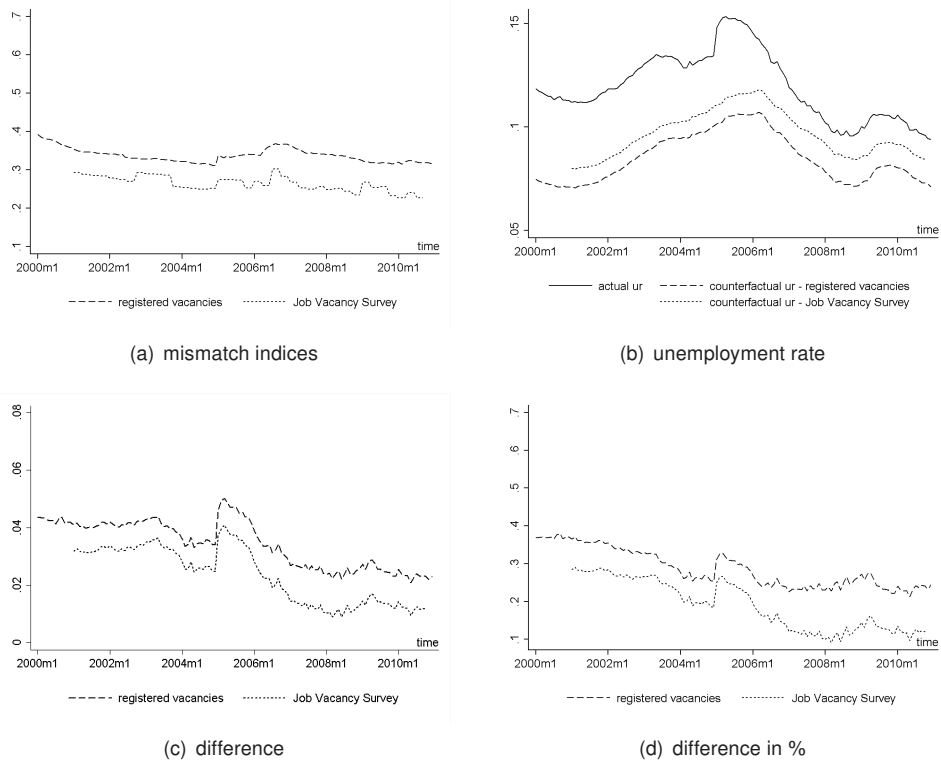 .7
.6
.5
.4
.3
.2
.1
time
2000m1 2002m1 2004m1 2006m1 2008m1 2010m1
registered vacancies Job Vacancy Survey
(a) mismatch indices
.15
.1
.05
time
2000m1 2002m1 2004m1 2006m1 2008m1 2010m1
actual ur counterfactual ur - registered vacancies
counterfactual ur - Job Vacancy Survey
(b) unemployment rate
.08
.06
.04
.02
0
time
2000m1 2002m1 2004m1 2006m1 2008m1 2010m1
registered vacancies Job Vacancy Survey
(c) difference
.7
.6
.5
.4
.3
.2
.1
time
2000m1 2002m1 2004m1 2006m1 2008m1 2010m1
registered vacancies Job Vacancy Survey
(d) difference in %